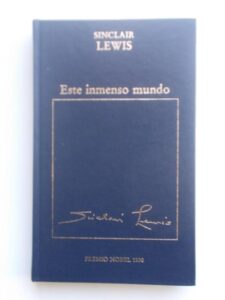 SINCLAIR
LEWIS
Este inmenso mundo
Sinclair Lewis
PREMIO NOBEL 1930